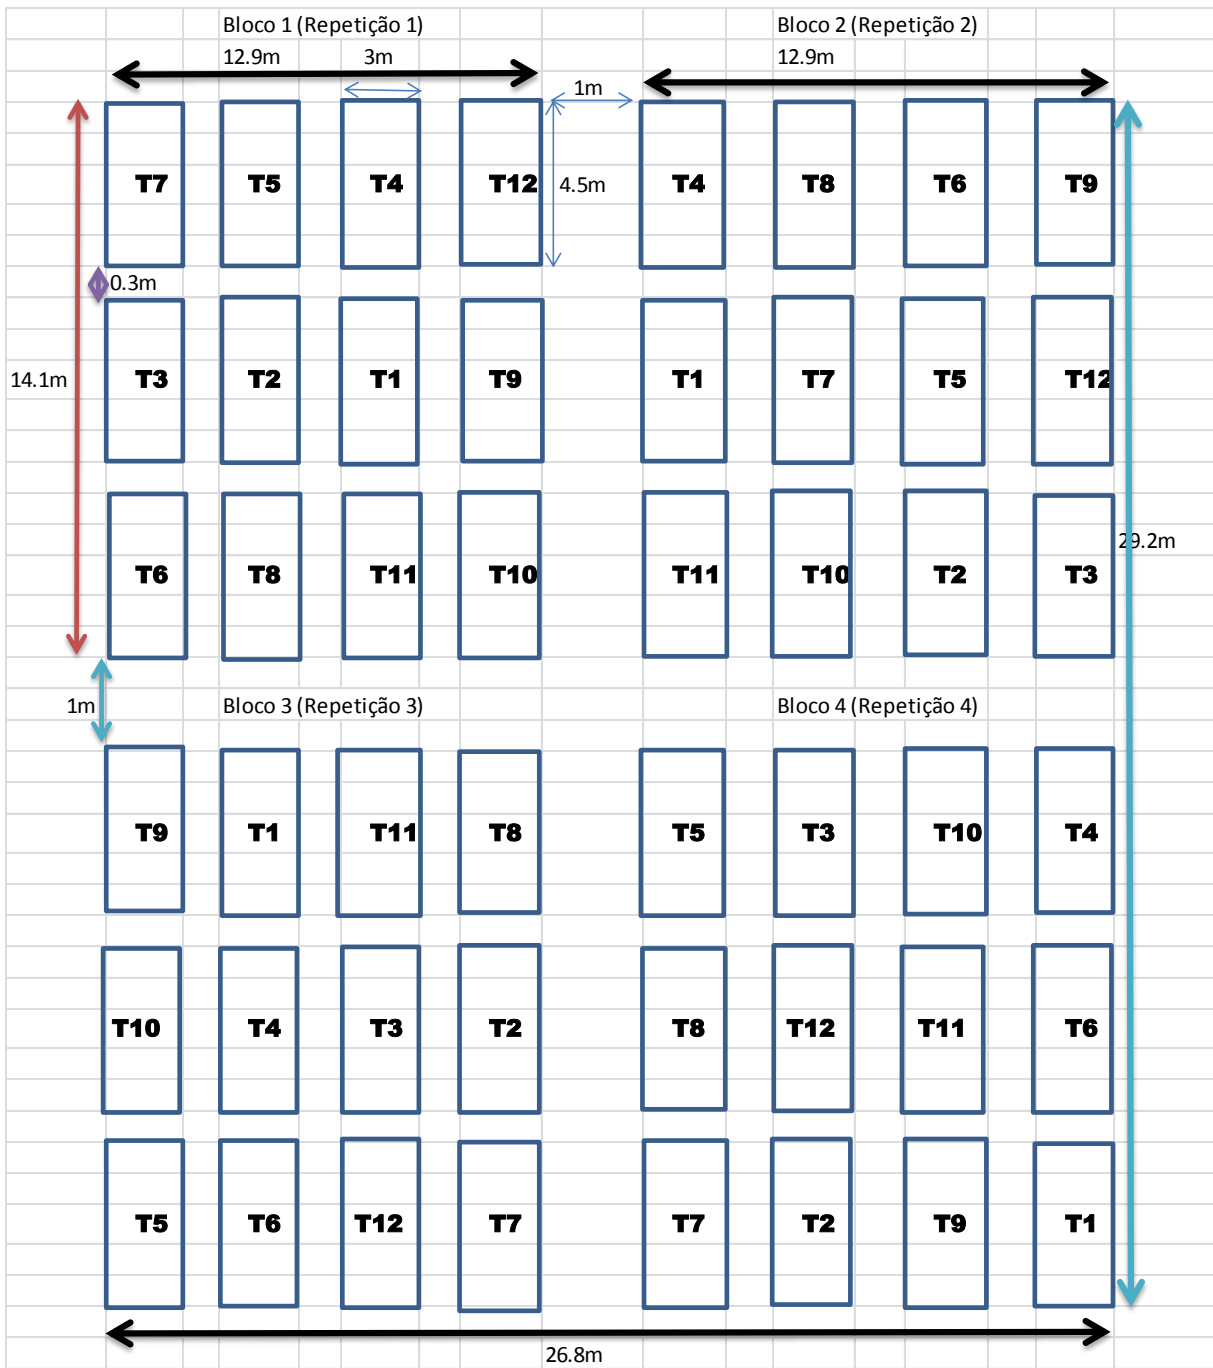 Bloco 1 (Repetição 1) Bloco 2 (Repetição 2)
12.9m 3m 12.9m
1m
T7 T5 T4 T12 4.5m T4 T8 T6 T9
0.3m
14.1m T3 T2 T1 T9 T1 T7 T5 T12
29.2m
T6 T8 T11 T10 T11 T10 T2 T3
1m Bloco 3 (Repetição 3) Bloco 4 (Repetição 4)
T9 T1 T11 T8 T5 T3 T10 T4
T10 T4 T3 T2 T8 T12 T11 T6
T5 T6 T12 T7 T7 T2 T9 T1
26.8m